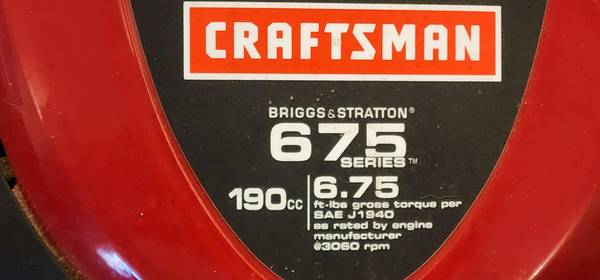 CRAFTSMAN
BRIGGS & STRATTON®
675
SERIES™
190cc
6.75
ft-lbs gross torque per
SAE J1940
as rated by engine
manufacturer
@3060 rpm